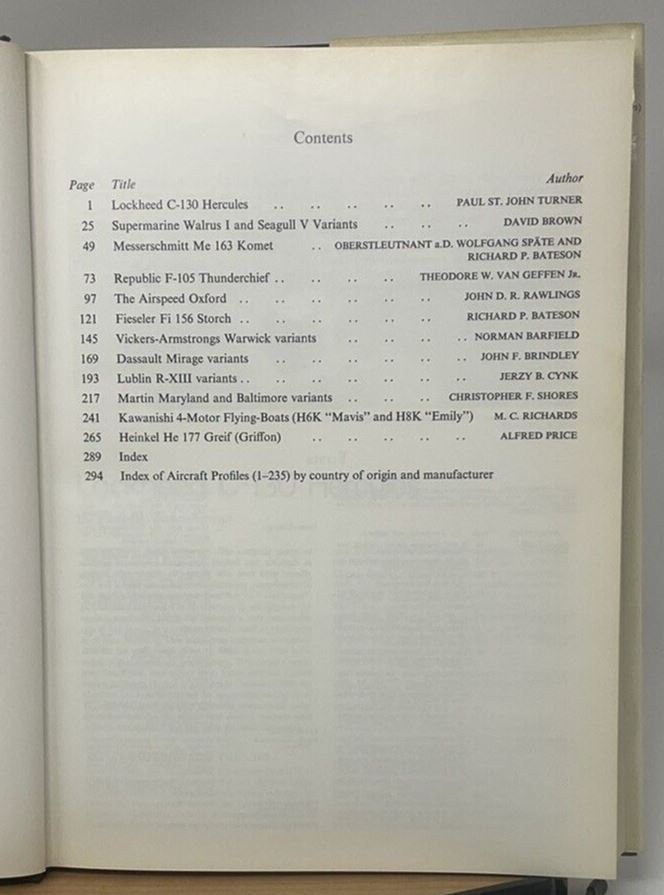 Contents
Page Title Author
1 Lockheed C-130 Hercules .. .. .. .. .. PAUL ST. JOHN TURNER
25 Supermarine Walrus I and Seagull V Variants .. .. .. DAVID BROWN
49 Messerschmitt Me 163 Komet .. OBERSTLEUTNANT a.D. WOLFGANG SPÄTE AND
RICHARD P. BATESON
73 Republic F-105 Thunderchief .. .. .. .. THEODORE W. VAN GEFFEN Jr.
97 The Airspeed Oxford .. .. .. .. .. .. JOHN D. R. RAWLINGS
121 Fieseler Fi 156 Storch .. .. .. .. .. .. RICHARD P. BATESON
145 Vickers-Armstrongs Warwick variants .. .. .. .. NORMAN BARFIELD
169 Dassault Mirage variants .. .. .. .. .. .. JOHN F. BRINDLEY
193 Lublin R-XIII variants .. .. .. .. .. .. .. JERZY B. CYNK
217 Martin Maryland and Baltimore variants .. .. .. CHRISTOPHER F. SHORES
241 Kawanishi 4-Motor Flying-Boats (H6K "Mavis" and H8K "Emily") M. C. RICHARDS
265 Heinkel He 177 Greif (Griffon) .. .. .. .. .. ALFRED PRICE
289 Index
294 Index of Aircraft Profiles (1–235) by country of origin and manufacturer